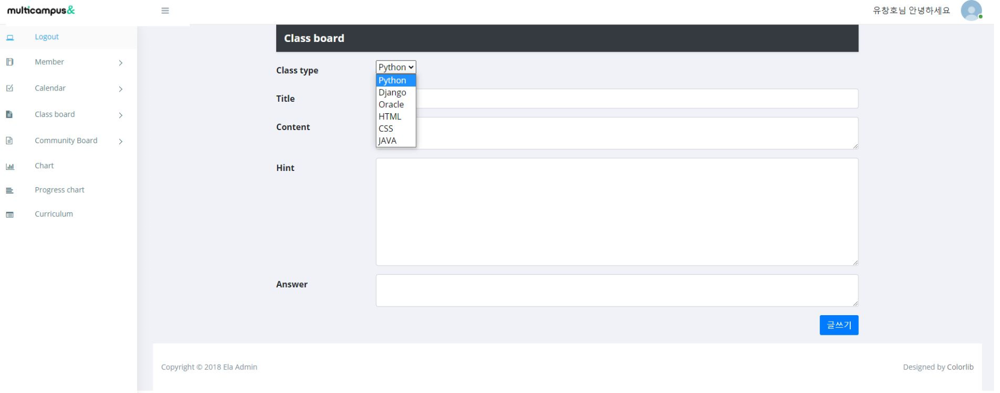 multicampus&
유창호님 안녕하세요
Logout
Member
Calendar
Class board
Community Board
Chart
Progress chart
Curriculum
Class board
Class type
Python
Python
Django
Oracle
HTML
CSS
JAVA
Title
Content
Hint
Answer
글쓰기
Copyright © 2018 Ela Admin
Designed by Colorlib